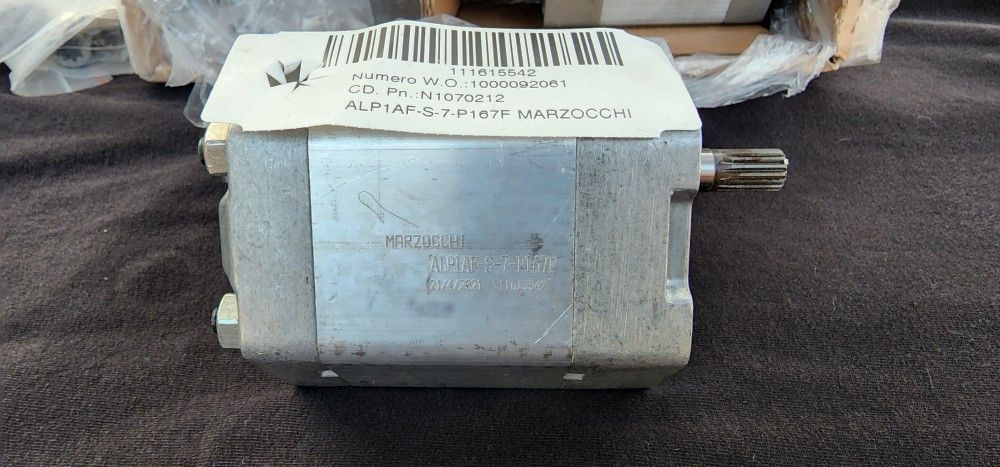 111615542
Numero W.O.:1000092061
CD. Pn.:N1070212
ALP1AF-S-7-P167F MARZOCCHI
MARZOCCHI
ALP1AF-S-7-P167F